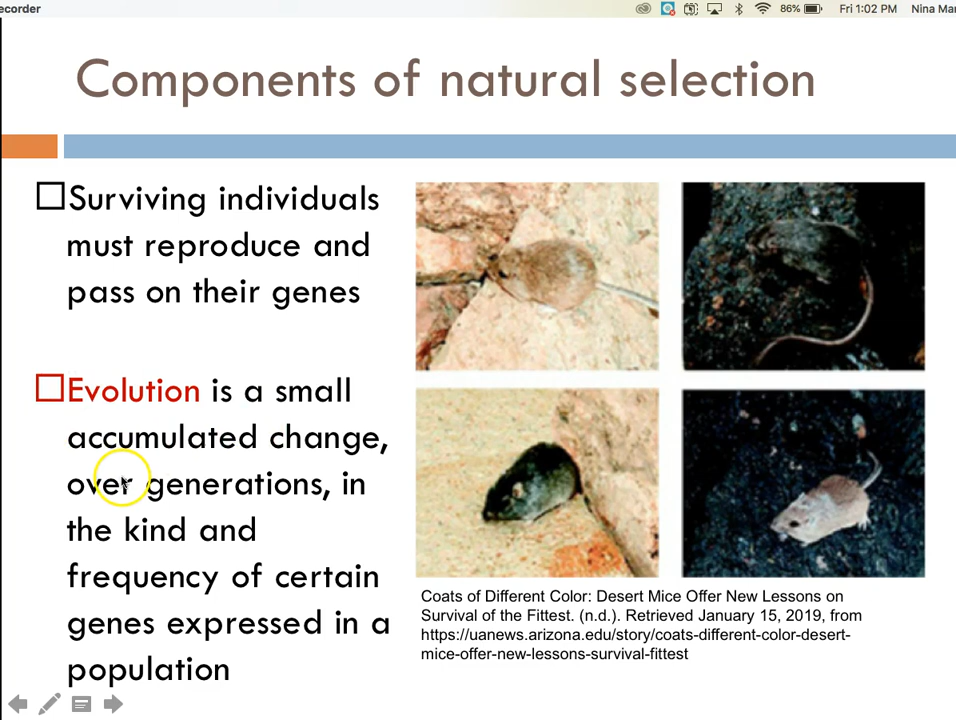 ecorder
86%
Fri 1:02 PM
Nina Mar
Components of natural selection
Surviving individuals
must reproduce and
pass on their genes
Evolution is a small
accumulated change,
over generations, in
the kind and
frequency of certain
genes expressed in a
population
Coats of Different Color: Desert Mice Offer New Lessons on
Survival of the Fittest. (n.d.). Retrieved January 15, 2019, from
https://uanews.arizona.edu/story/coats-different-color-desert-
mice-offer-new-lessons-survival-fittest